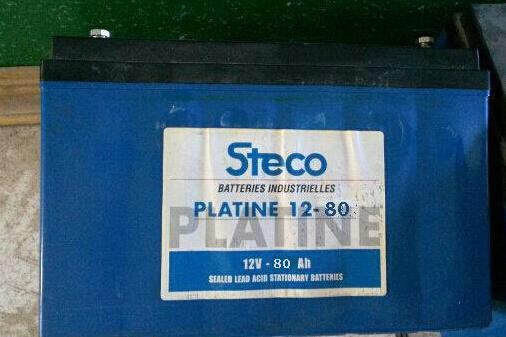 Steco
BATTERIES INDUSTRIELLES
PLATINE 12-80
PLATINE
12V - 80 Ah
SEALED LEAD ACID STATIONARY BATTERIES